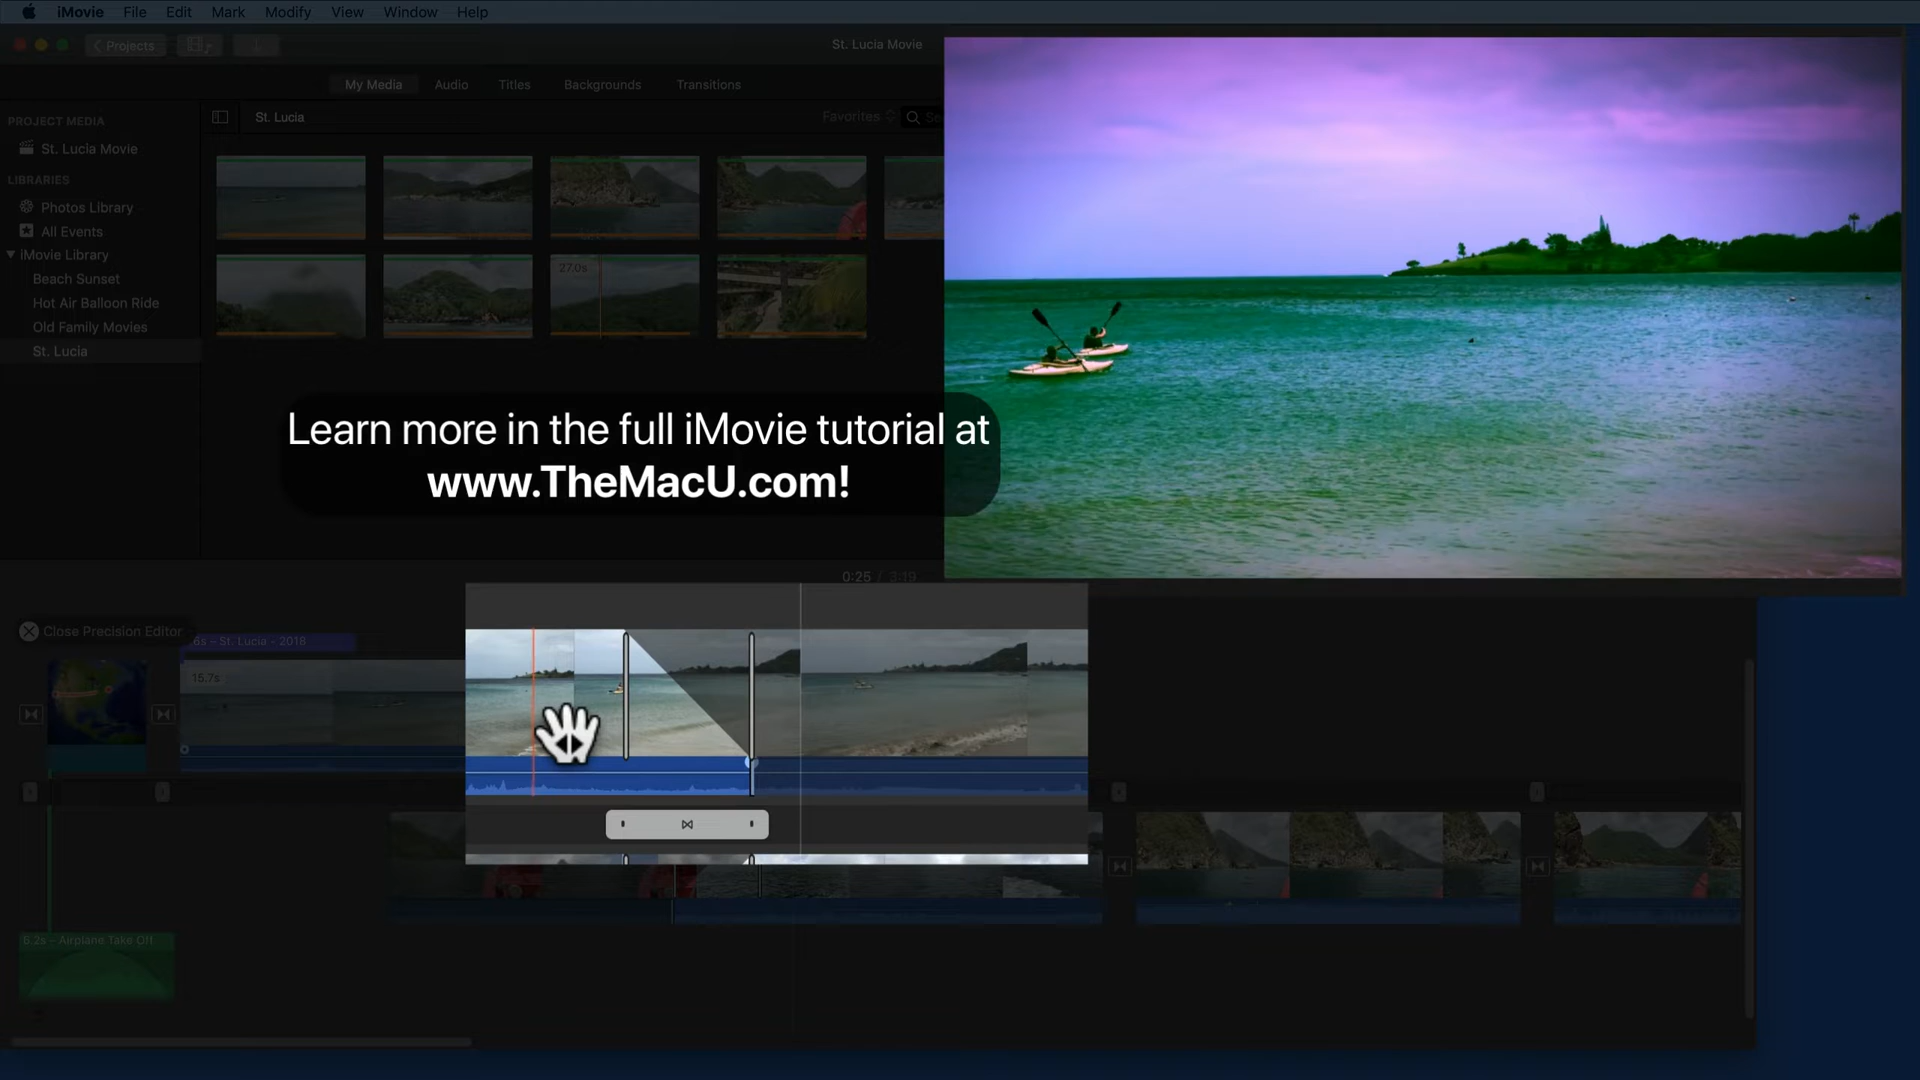 iMovie File Edit Mark Modify View Window Help
Projects
St. Lucia Movie
My Media Audio Titles Backgrounds Transitions
PROJECT MEDIA
St. Lucia Movie
LIBRARIES
Photos Library
All Events
iMovie Library
Beach Sunset
Hot Air Balloon Ride
Old Family Movies
St. Lucia
St. Lucia
Favorites
Se
27.0s
Learn more in the full iMovie tutorial at
www.TheMacU.com!
0:25 / 3:19
Close Precision Editor
6s – St. Lucia - 2018
15.7s
6.2s – Airplane Take Off